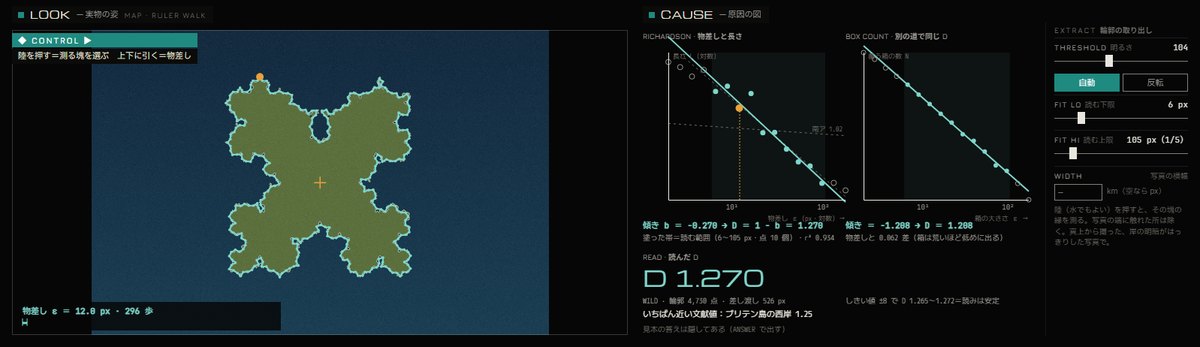 LOOK — 実物の姿 MAP · RULER WALK
◆ CONTROL ▶
陸を押す＝測る塊を選ぶ 上下に引く＝物差し
物差し ε = 12.0 px · 296 歩
CAUSE — 原因の図
RICHARDSON · 物差しと長さ
長さ L (対数)
南ア 1.02
10¹
10²
物差し ε (px・対数) →
傾き b = -0.270 → D = 1 - b = 1.270
塗った帯＝読む範囲 (6〜105 px・点 10 個) · r² 0.954
BOX COUNT · 別の道で同じ D
箱の数 N
10¹
10²
箱の大きさ ε →
傾き = -1.208 → D = 1.208
物差しと 0.062 差 (箱は荒いほど低めに出る)
READ · 読んだ D
D 1.270
WILD · 輪郭 4,750 点 · 差し渡し 526 px
しきい値 ±8 で D 1.265〜1.272＝読みは安定
いちばん近い文献値：ブリテン島の西岸 1.25
見本の答えは隠してある (ANSWER で出す)
EXTRACT 輪郭の取り出し
THRESHOLD 明るさ 104
自動
反転
FIT LO 読む下限 6 px
FIT HI 読む上限 105 px (1/5)
WIDTH 写真の横幅
— km (空なら px)
陸（水でもよい）を押すと、その塊の
縁を測る。写真の端に触れた所は除
く。真上から撮った、岸の明暗がはっ
きりした写真で。